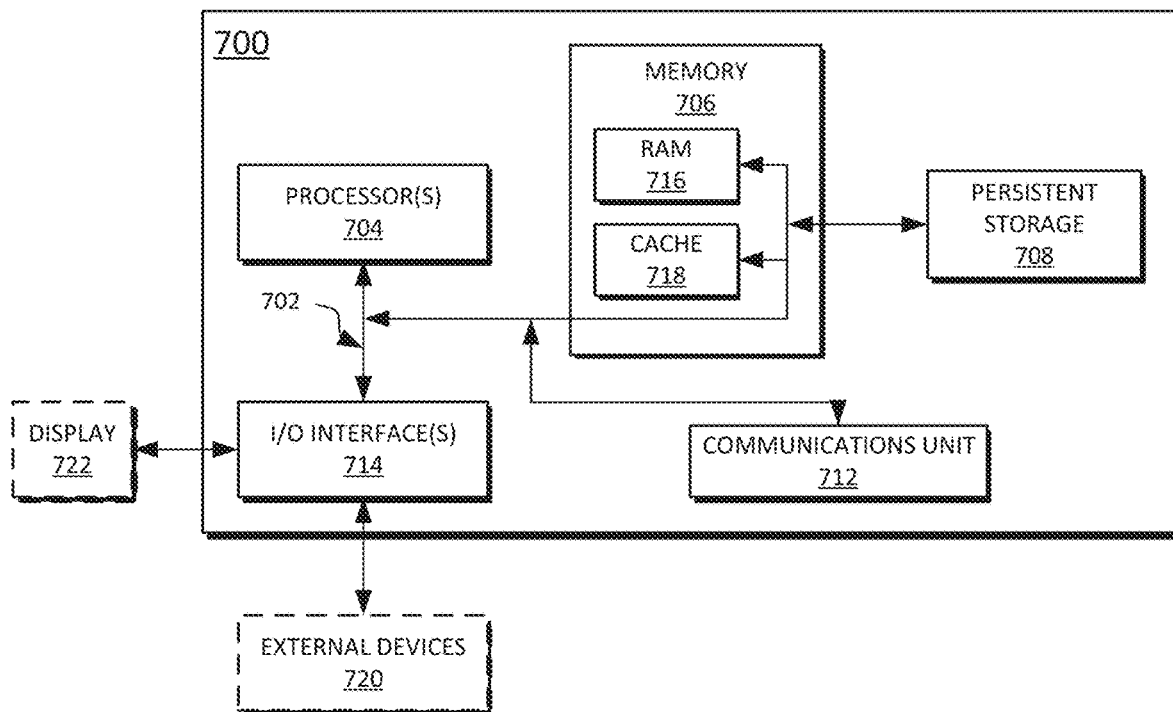 700
MEMORY
706
RAM
716
CACHE
718
PROCESSOR(S)
704
PERSISTENT
STORAGE
708
702
DISPLAY
722
I/O INTERFACE(S)
714
COMMUNICATIONS UNIT
712
EXTERNAL DEVICES
720